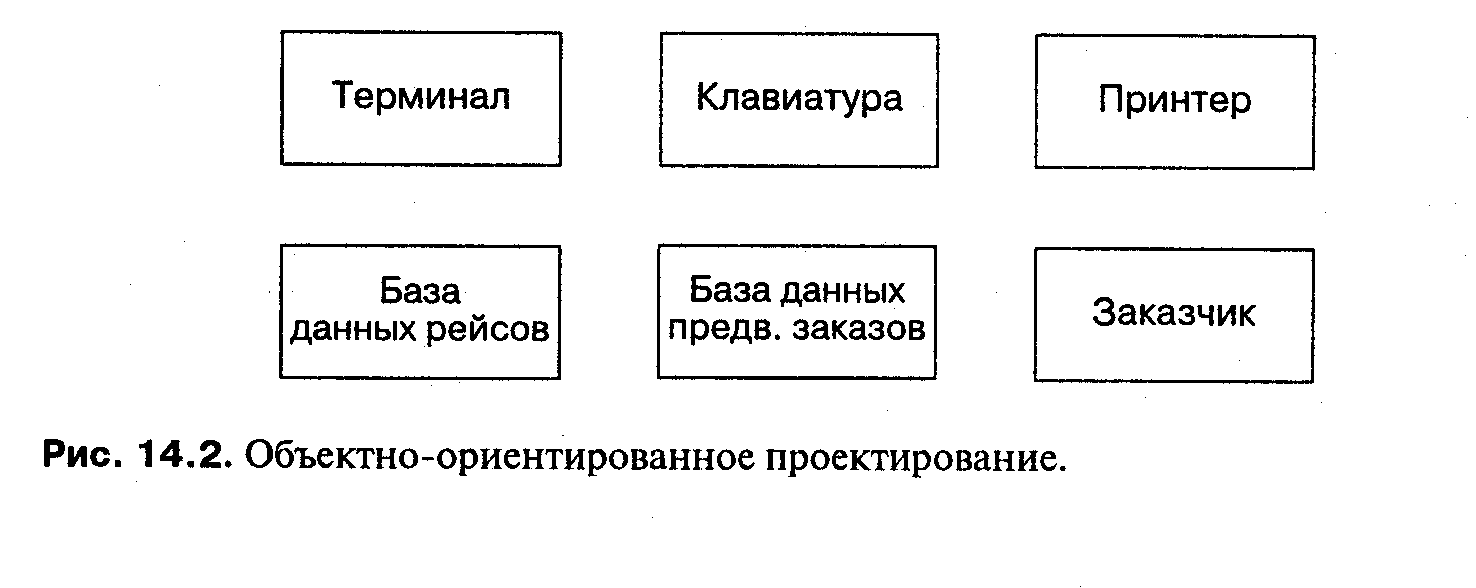 Терминал
Клавиатура
Принтер
База
данных рейсов
База данных
предв. заказов
Заказчик
Рис. 14.2. Объектно-ориентированное проектирование.